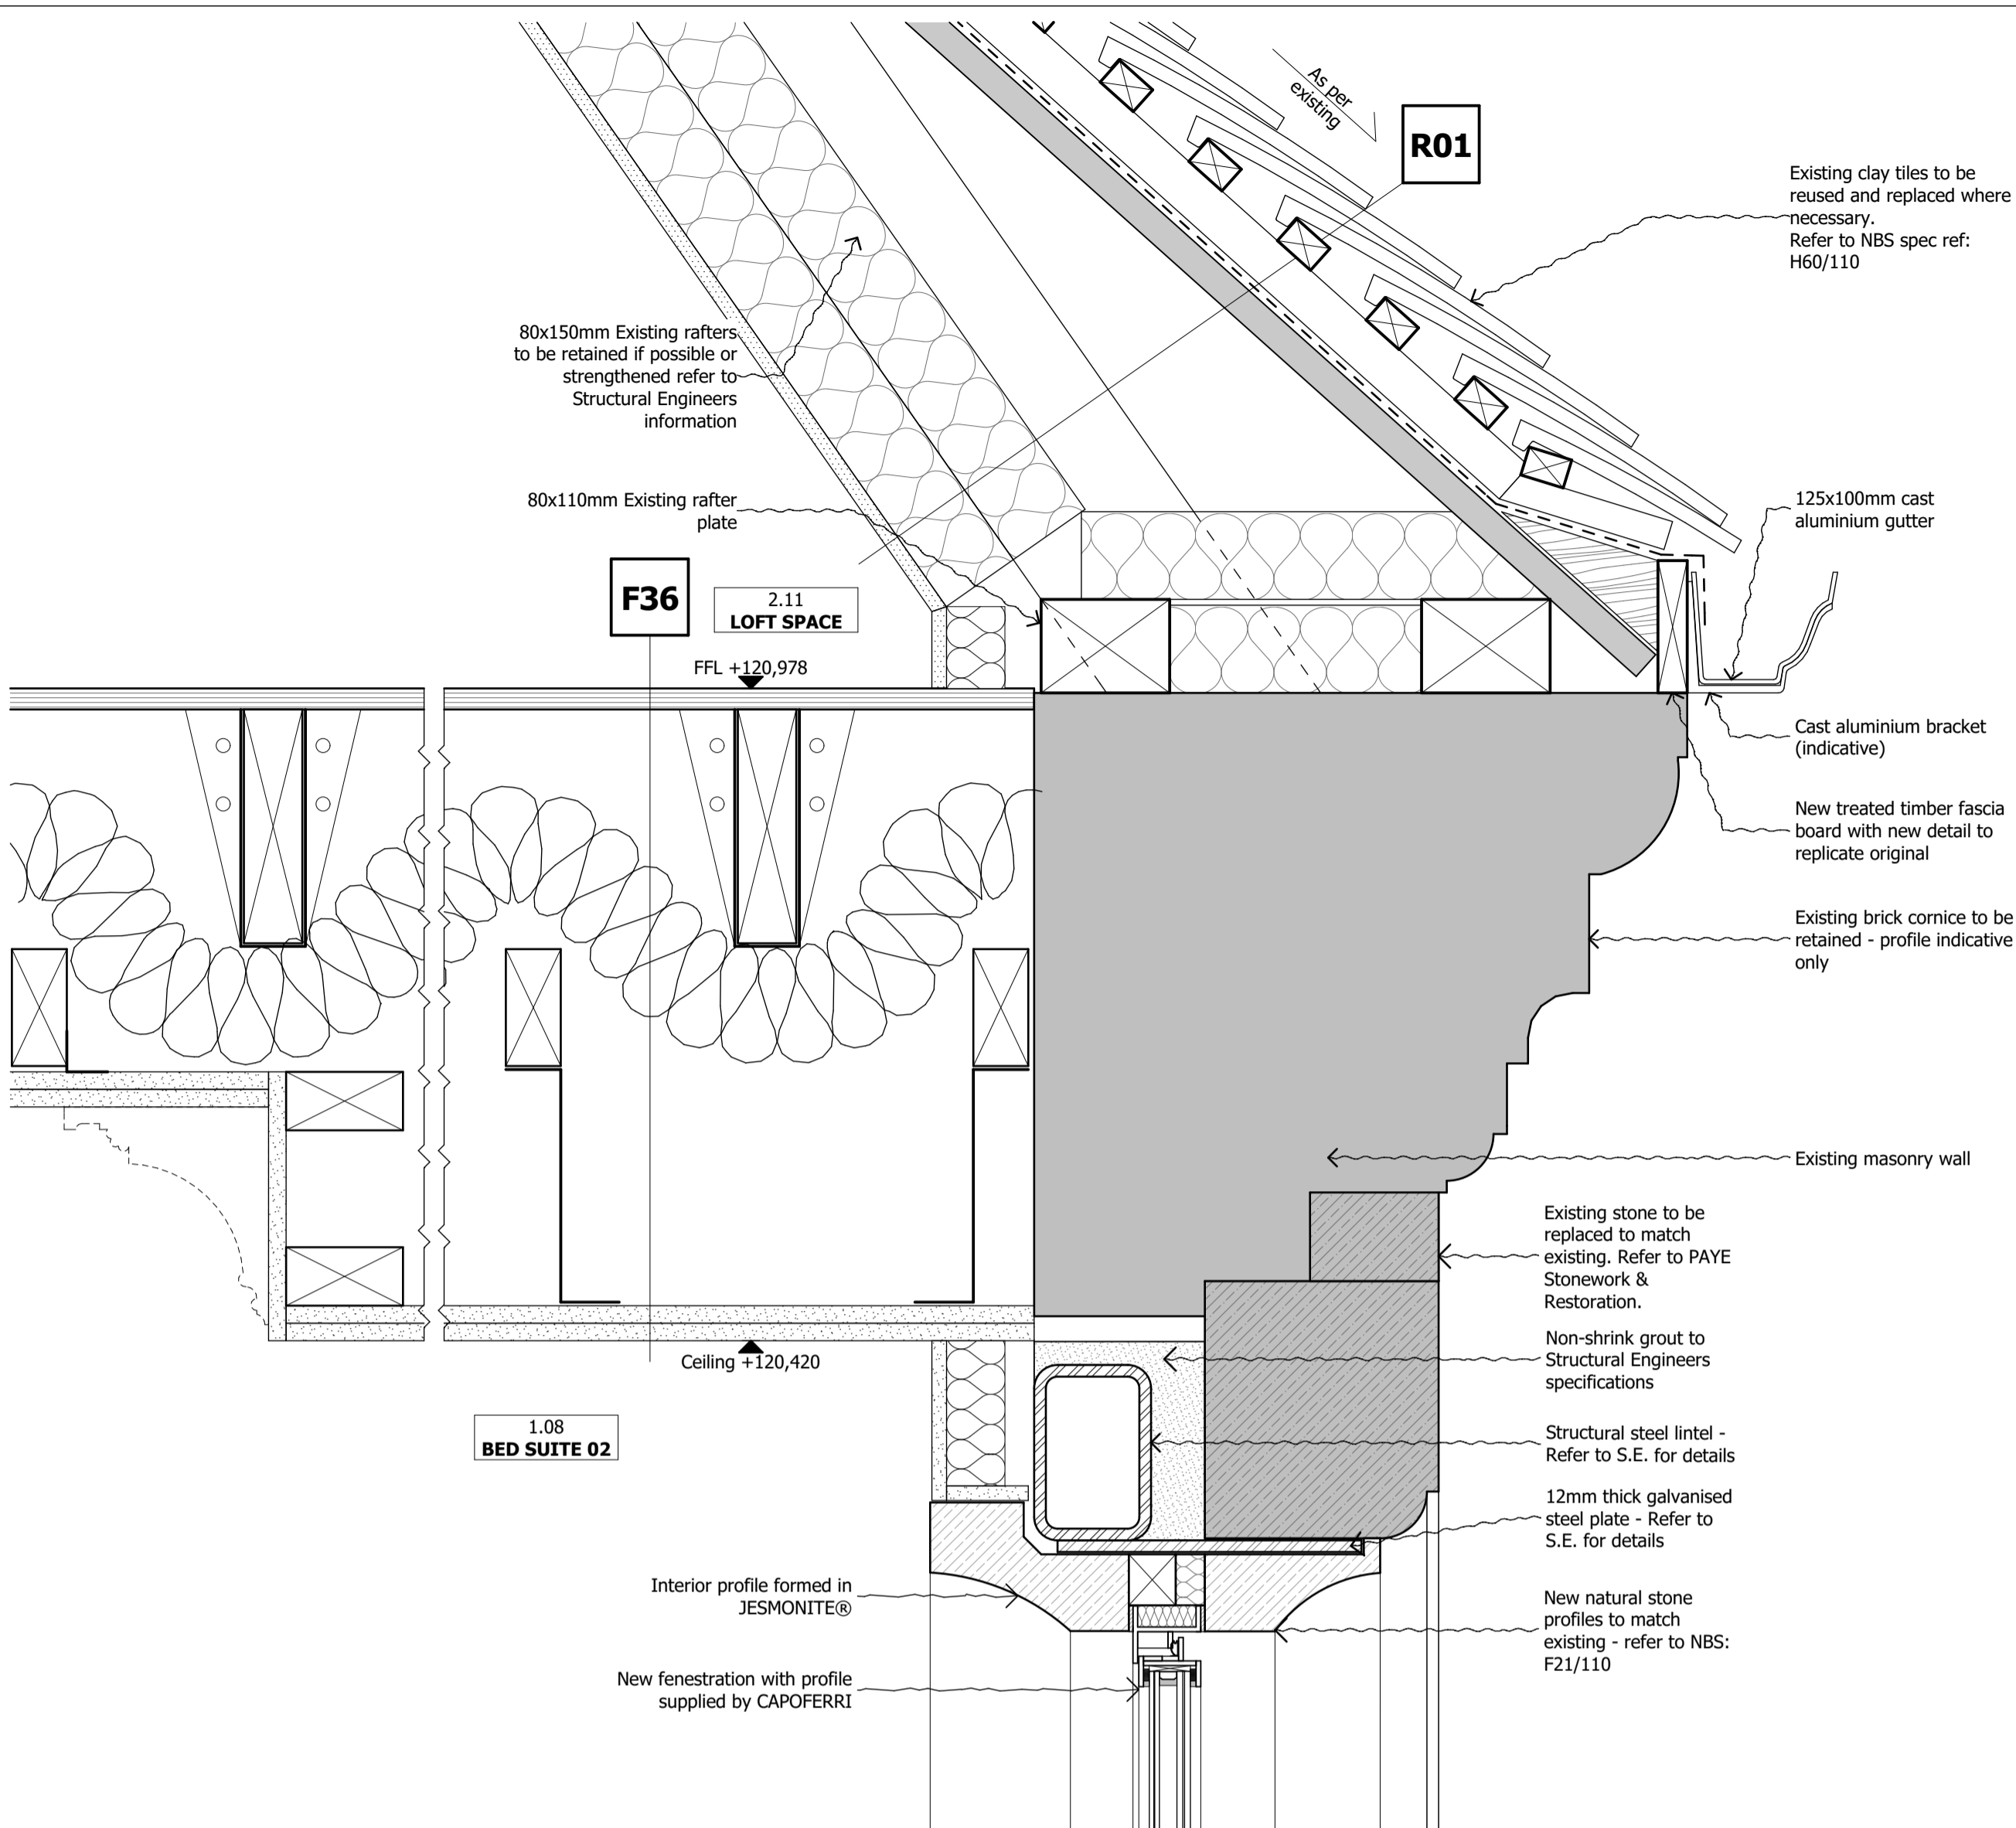 As per
existing
R01
Existing clay tiles to be
reused and replaced where
necessary.
Refer to NBS spec ref:
H60/110
80x150mm Existing rafters
to be retained if possible or
strengthened refer to
Structural Engineers
information
80x110mm Existing rafter
plate
125x100mm cast
aluminium gutter
F36
2.11
LOFT SPACE
FFL +120,978
Cast aluminium bracket
(indicative)
New treated timber fascia
board with new detail to
replicate original
Existing brick cornice to be
retained - profile indicative
only
Existing masonry wall
Existing stone to be
replaced to match
existing. Refer to PAYE
Stonework &
Restoration.
Non-shrink grout to
Structural Engineers
specifications
Ceiling +120,420
1.08
BED SUITE 02
Structural steel lintel -
Refer to S.E. for details
12mm thick galvanised
steel plate - Refer to
S.E. for details
Interior profile formed in
JESMONITE®
New natural stone
profiles to match
existing - refer to NBS:
F21/110
New fenestration with profile
supplied by CAPOFERRI